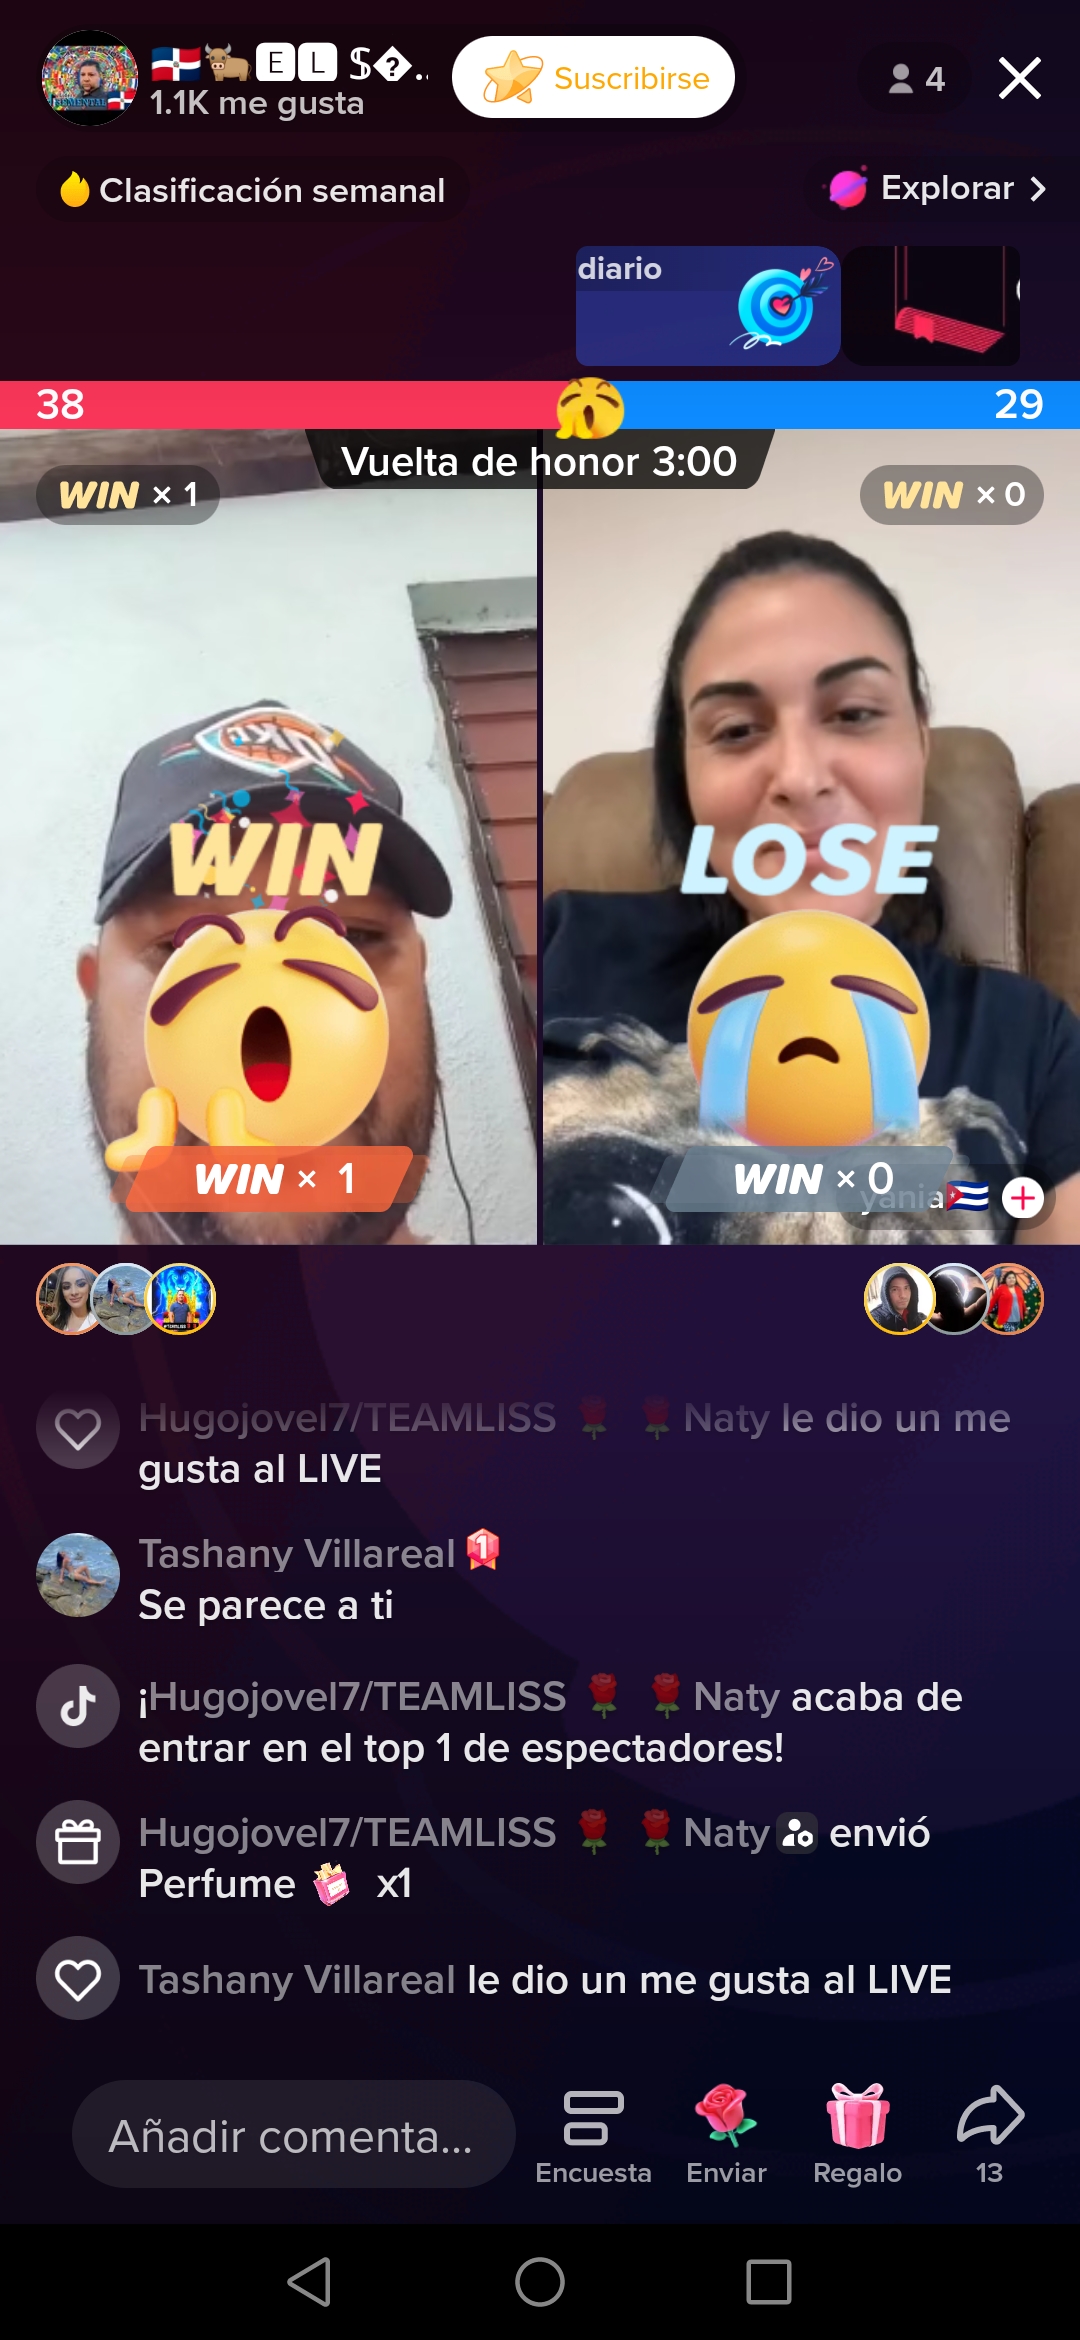 🇩🇴🐂🅴🅻 $�..
1.1K me gusta
Suscribirse
4
Clasificación semanal
Explorar
diario
38
29
Vuelta de honor 3:00
WIN × 1
WIN × 0
WIN
LOSE
WIN × 1
WIN × 0
yania🇨🇺
Hugojovel7/TEAMLISS 🌹 🌹Naty le dio un me
gusta al LIVE
Tashany Villareal 1
Se parece a ti
¡Hugojovel7/TEAMLISS 🌹 🌹Naty acaba de
entrar en el top 1 de espectadores!
Hugojovel7/TEAMLISS 🌹 🌹Naty envió
Perfume x1
Tashany Villareal le dio un me gusta al LIVE
Añadir comenta...
Encuesta
Enviar
Regalo
13